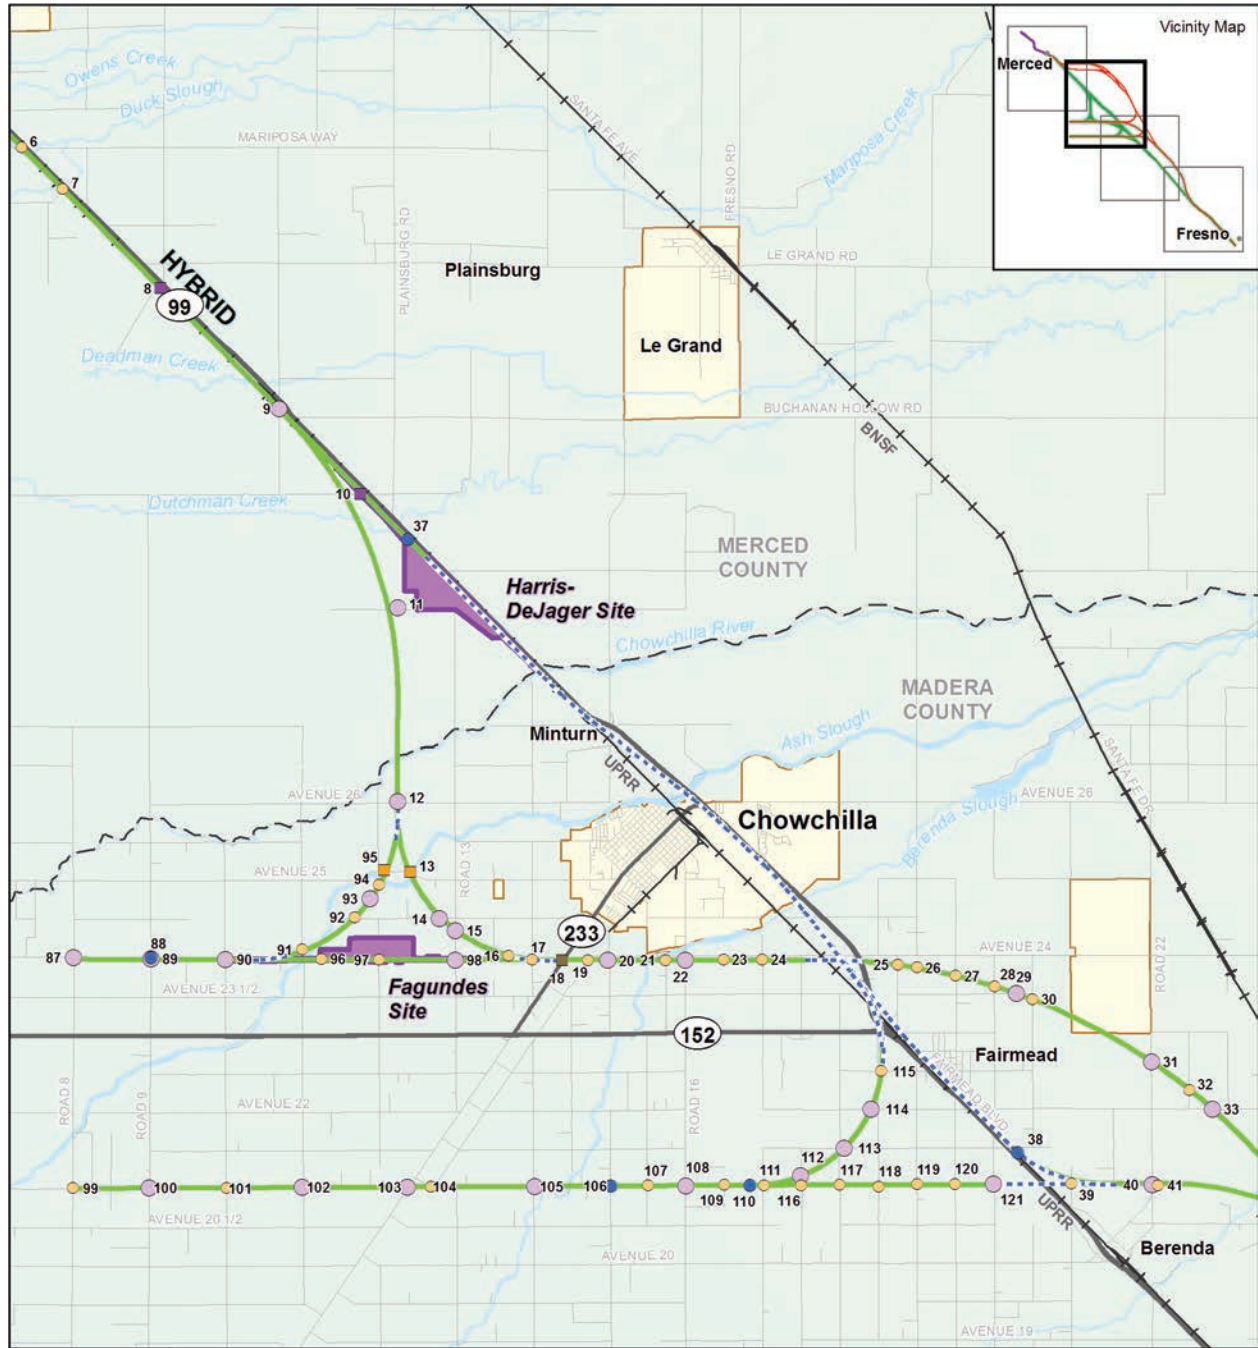 Vicinity Map
Merced
Fresno
Owens Creek
Duck Slough
MARIPOSA WAY
SANTA FE AVE
FRESNO RD
Mariposa Creek
6
7
PLAINSBURG RD
LE GRAND RD
Plainsburg
HYBRID
8
99
Le Grand
Deadman Creek
9
BUCHANAN HOLLOW RD
BNSF
10
Dutchman Creek
37
MERCED
COUNTY
Harris-
DeJager Site
11
Chowchilla River
MADERA
COUNTY
Minturn
Ash Slough
UPRR
SANTA FE DR
AVENUE 26
AVENUE 26
12
Chowchilla
Berenda Slough
ROAD 13
AVENUE 25
95
13
94
93
92
14
15
233
AVENUE 24
ROAD 22
87
88
89
90
91
96
97
98
16
17
18
19
20
21
22
23
24
25
26
27
28
29
30
AVENUE 23 1/2
Fagundes
Site
152
Fairmead
31
32
33
115
FAIRMEAD BLVD
ROAD 8
ROAD 9
AVENUE 22
ROAD 16
114
113
38
112
99
100
101
102
103
104
105
106
107
108
109
110
111
116
117
118
119
120
121
39
40
41
AVENUE 20 1/2
UPRR
AVENUE 20
Berenda
AVENUE 19